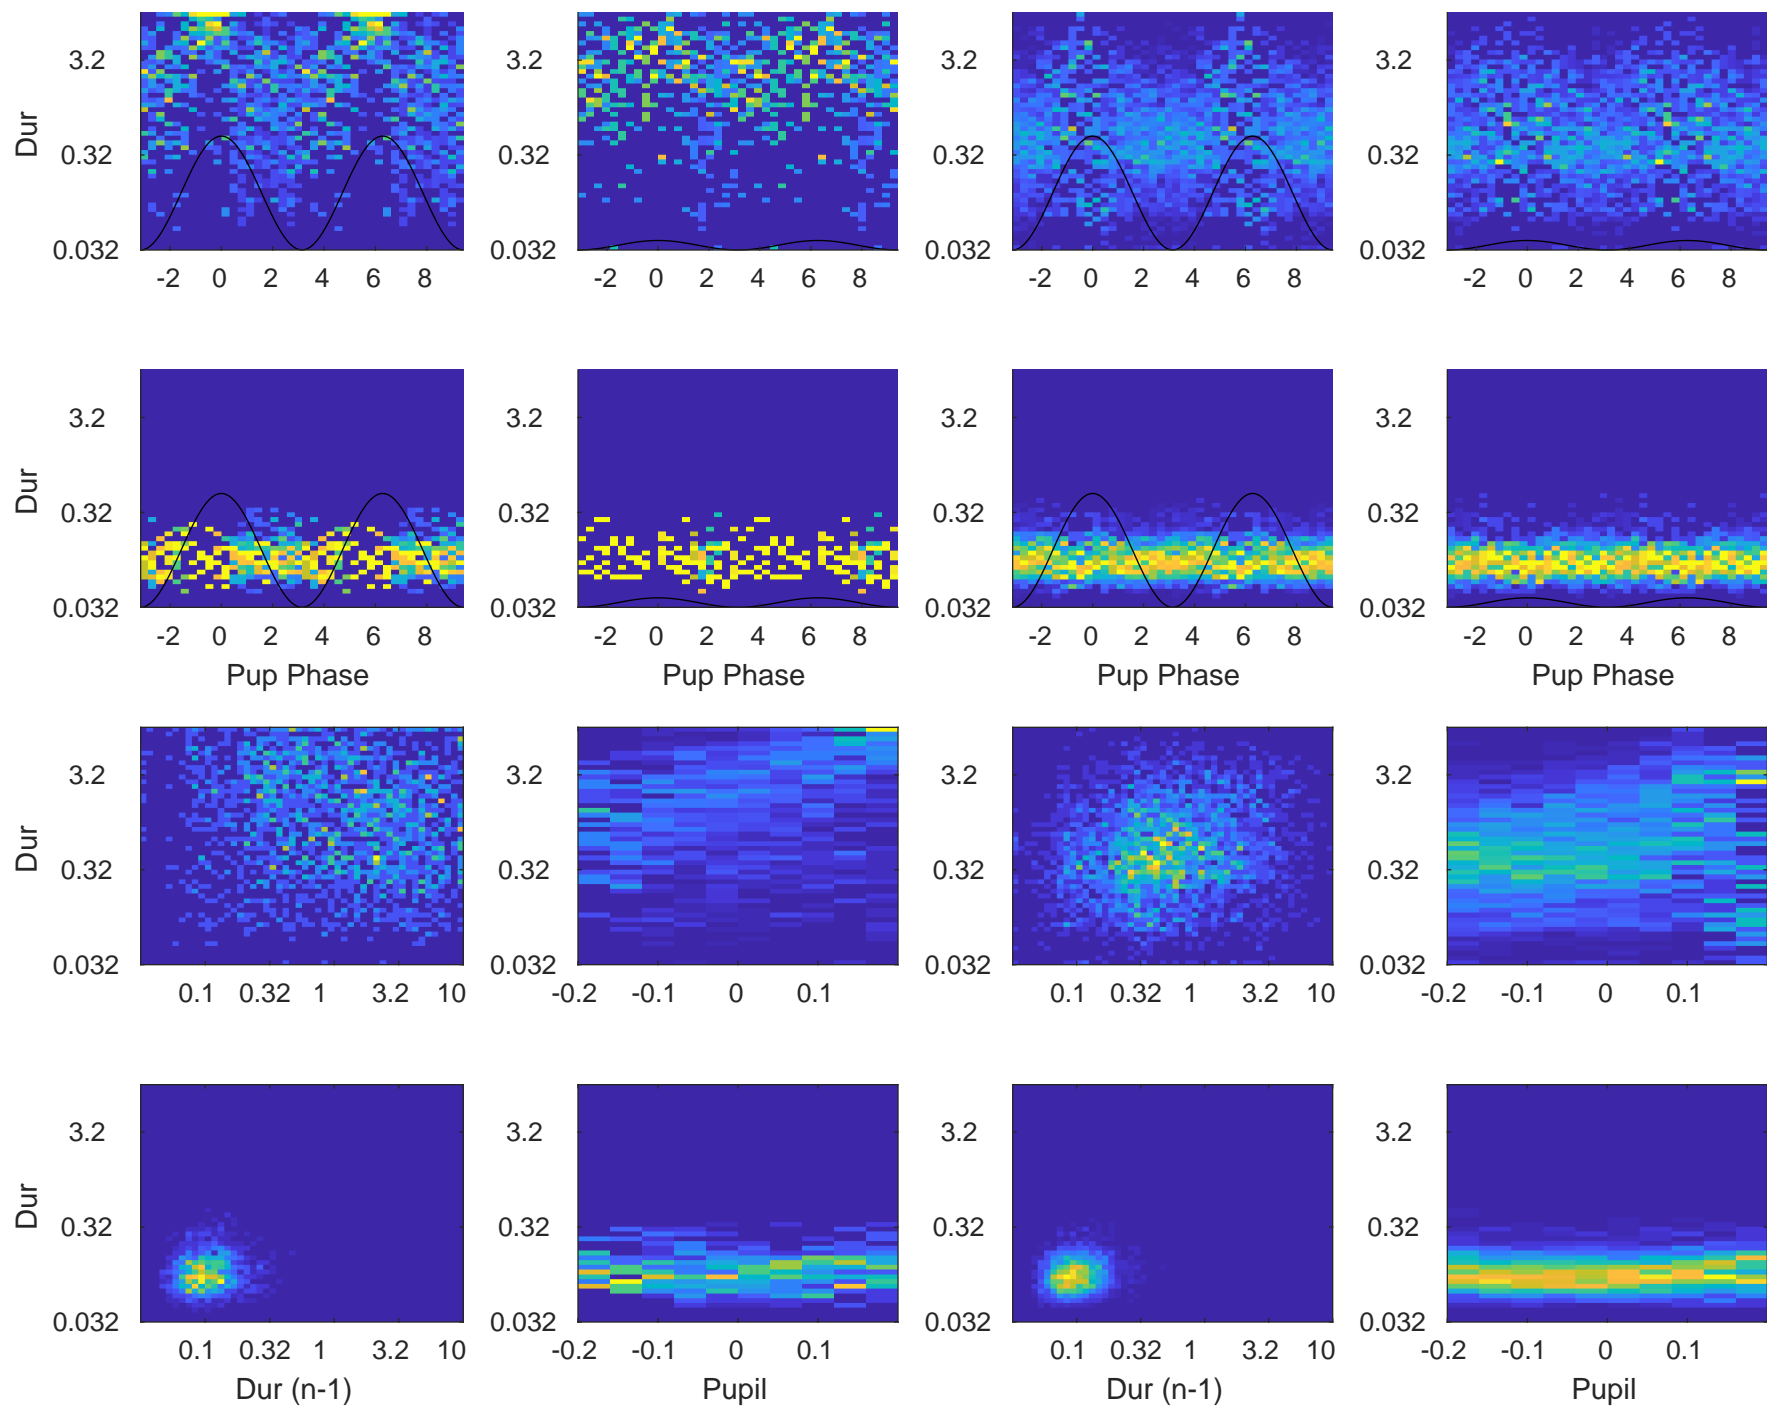 3.2 3.2 3.2 3.2
Dur
0.32 0.32 0.32 0.32
0.032 0.032 0.032 0.032
-2 0 2 4 6 8 -2 0 2 4 6 8 -2 0 2 4 6 8 -2 0 2 4 6 8
3.2 3.2 3.2 3.2
Dur
0.32 0.32 0.32 0.32
0.032 0.032 0.032 0.032
-2 0 2 4 6 8 -2 0 2 4 6 8 -2 0 2 4 6 8 -2 0 2 4 6 8
Pup Phase Pup Phase Pup Phase Pup Phase
3.2 3.2 3.2 3.2
Dur
0.32 0.32 0.32 0.32
0.032 0.032 0.032 0.032
0.1 0.32 1 3.2 10 -0.2 -0.1 0 0.1 0.1 0.32 1 3.2 10 -0.2 -0.1 0 0.1
3.2 3.2 3.2 3.2
Dur
0.32 0.32 0.32 0.32
0.032 0.032 0.032 0.032
0.1 0.32 1 3.2 10 -0.2 -0.1 0 0.1 0.1 0.32 1 3.2 10 -0.2 -0.1 0 0.1
Dur (n-1) Pupil Dur (n-1) Pupil